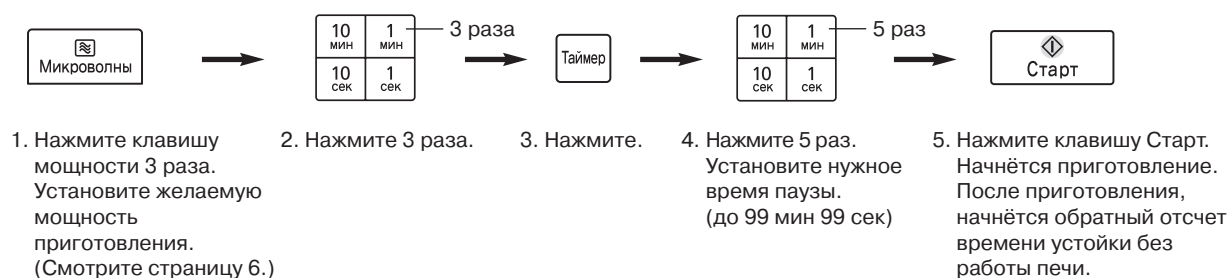 Микроволны
10 мин
1 мин
10 сек
1 сек
3 раза
Таймер
10 мин
1 мин
10 сек
1 сек
5 раз
Старт
1. Нажмите клавишу
мощности 3 раза.
Установите желаемую
мощность
приготовления.
(Смотрите страницу 6.)
2. Нажмите 3 раза.
3. Нажмите.
4. Нажмите 5 раз.
Установите нужное
время паузы.
(до 99 мин 99 сек)
5. Нажмите клавишу Старт.
Начнётся приготовление.
После приготовления,
начнётся обратный отсчет
времени устойки без
работы печи.